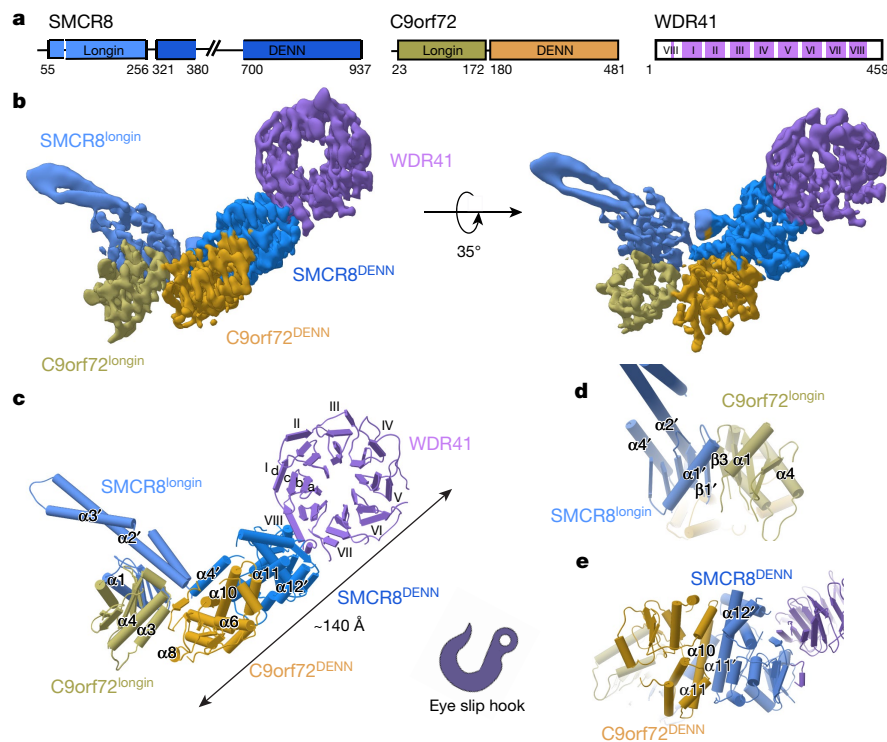 a
SMCR8 C9orf72 WDR41
Longin DENN Longin DENN VIII I II III IV V VI VII VIII
55 256 321 380 700 937 23 172 180 481 1 459
b
SMCR8longin
WDR41
35°
SMCR8DENN
C9orf72DENN
C9orf72longin
c
III
II IV
WDR41
I d c b a
V
VI
VII
VIII
SMCR8longin
α3′
α2′
α1
α4
α3
α4′
α10
α11
α12′
α6
α8
SMCR8DENN
~140 Å
C9orf72DENN
C9orf72longin
Eye slip hook
d
C9orf72longin
α2′
α4′
β3 α1
α1′
α4
β1′
SMCR8longin
e
SMCR8DENN
α12′
α10
α11′
α11
C9orf72DENN